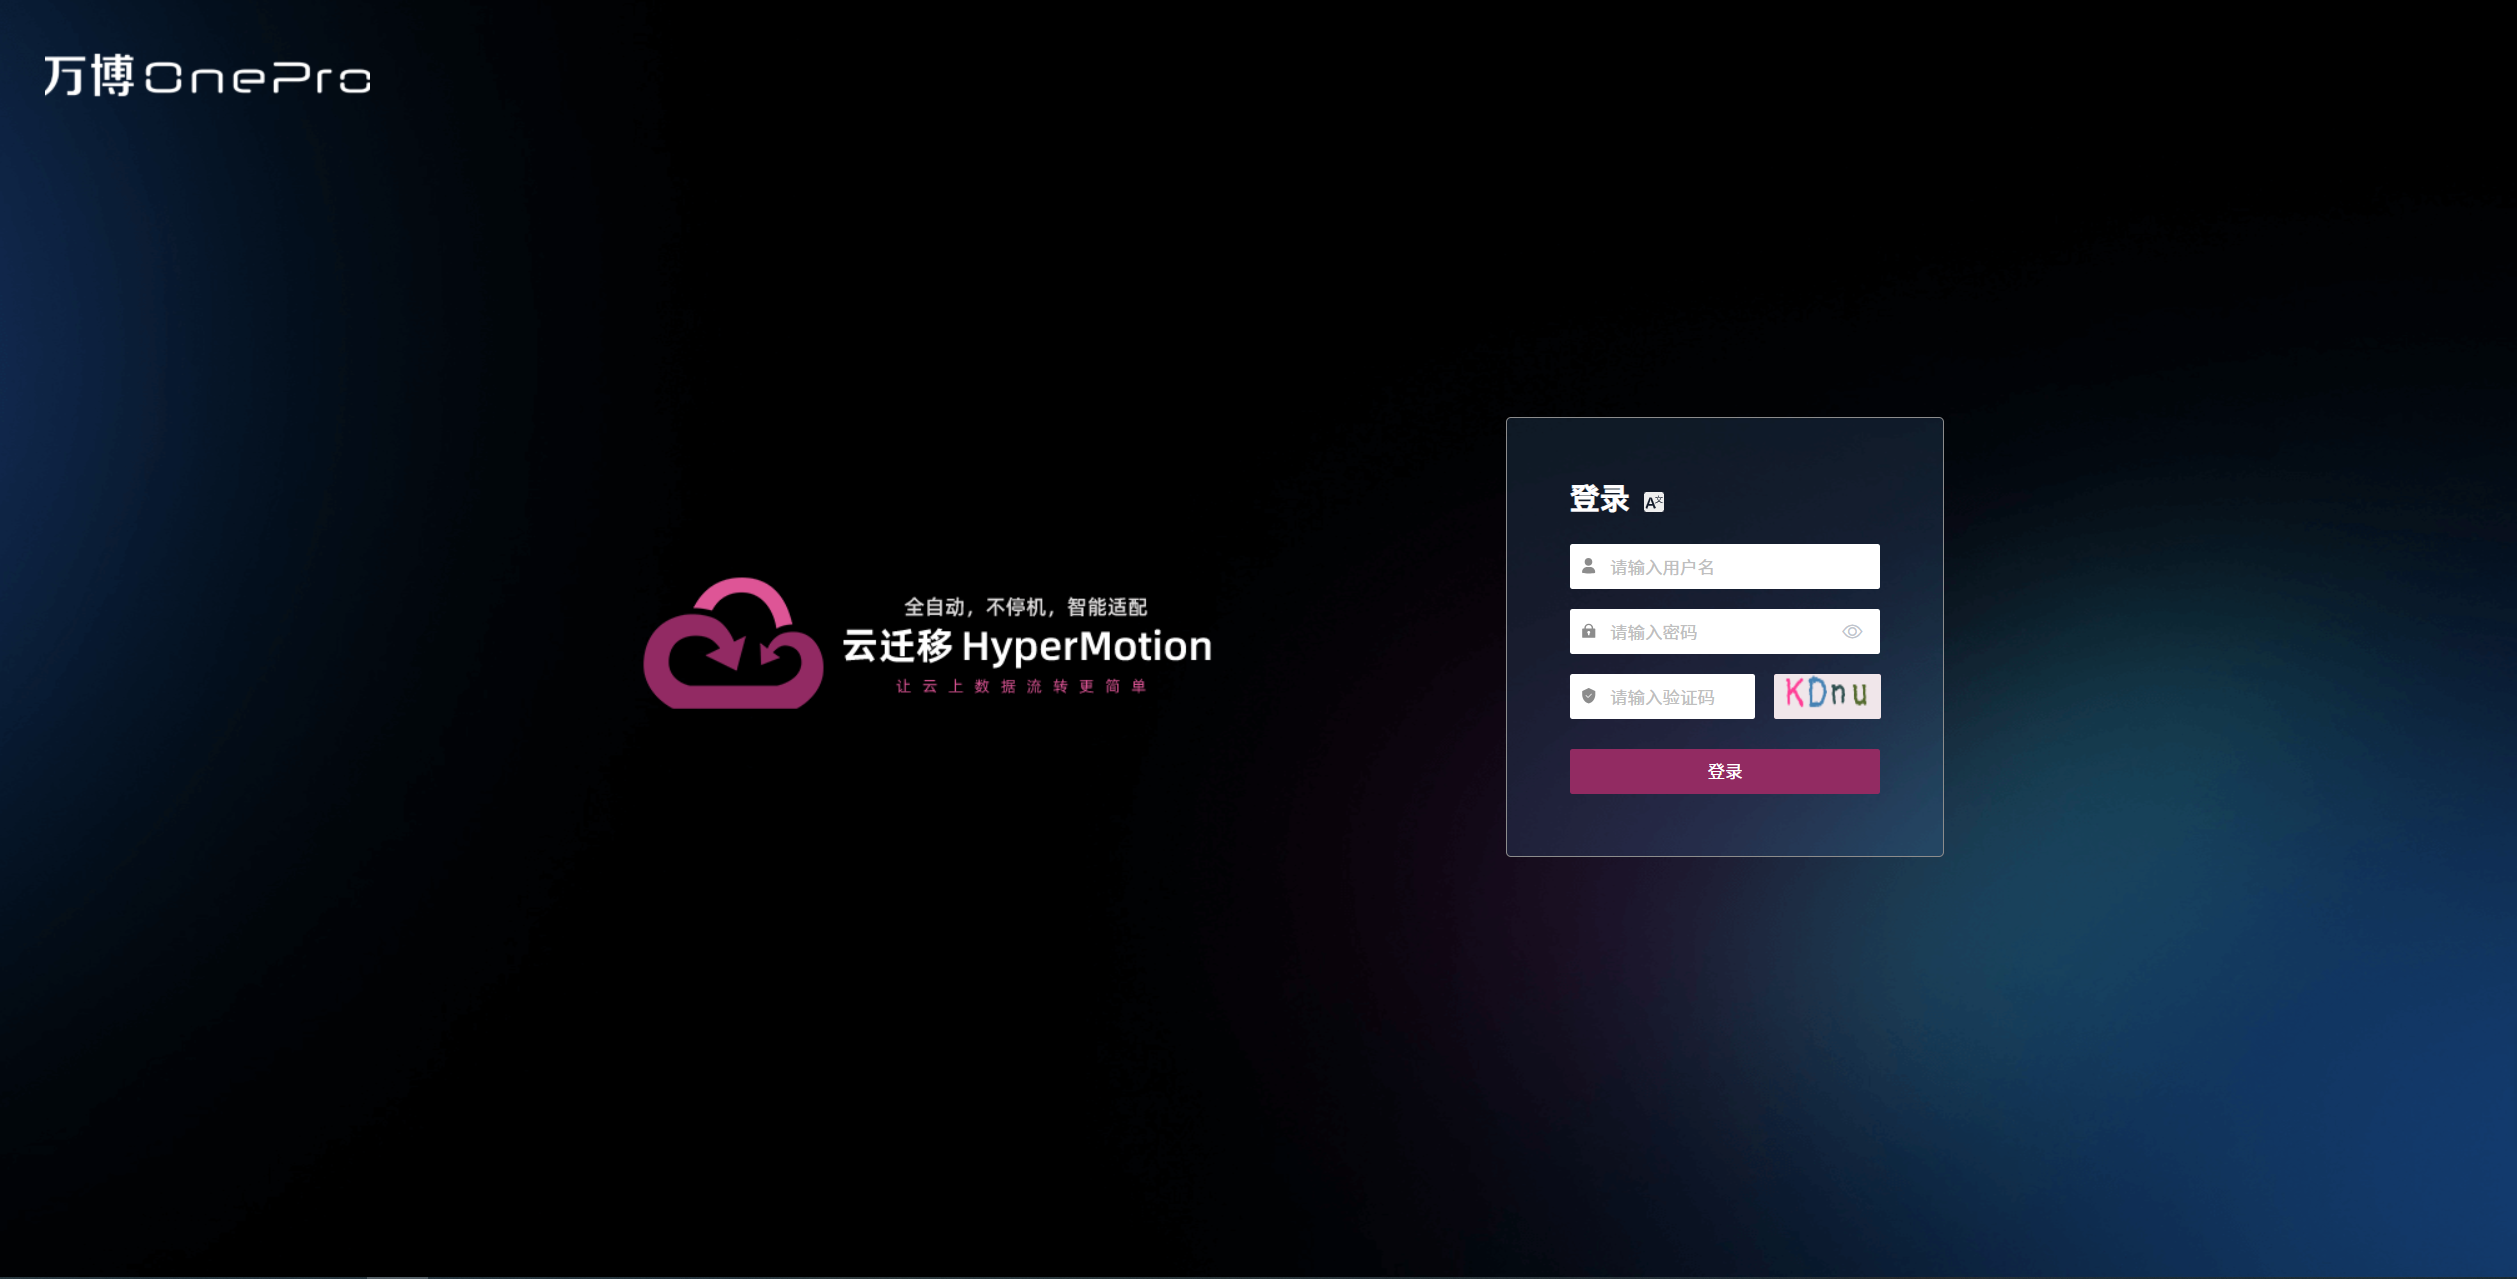 万博OnePro
全自动，不停机，智能适配
云迁移 HyperMotion
让云上数据流转更简单
登录
A文
请输入用户名
请输入密码
请输入验证码
KDnu
登录